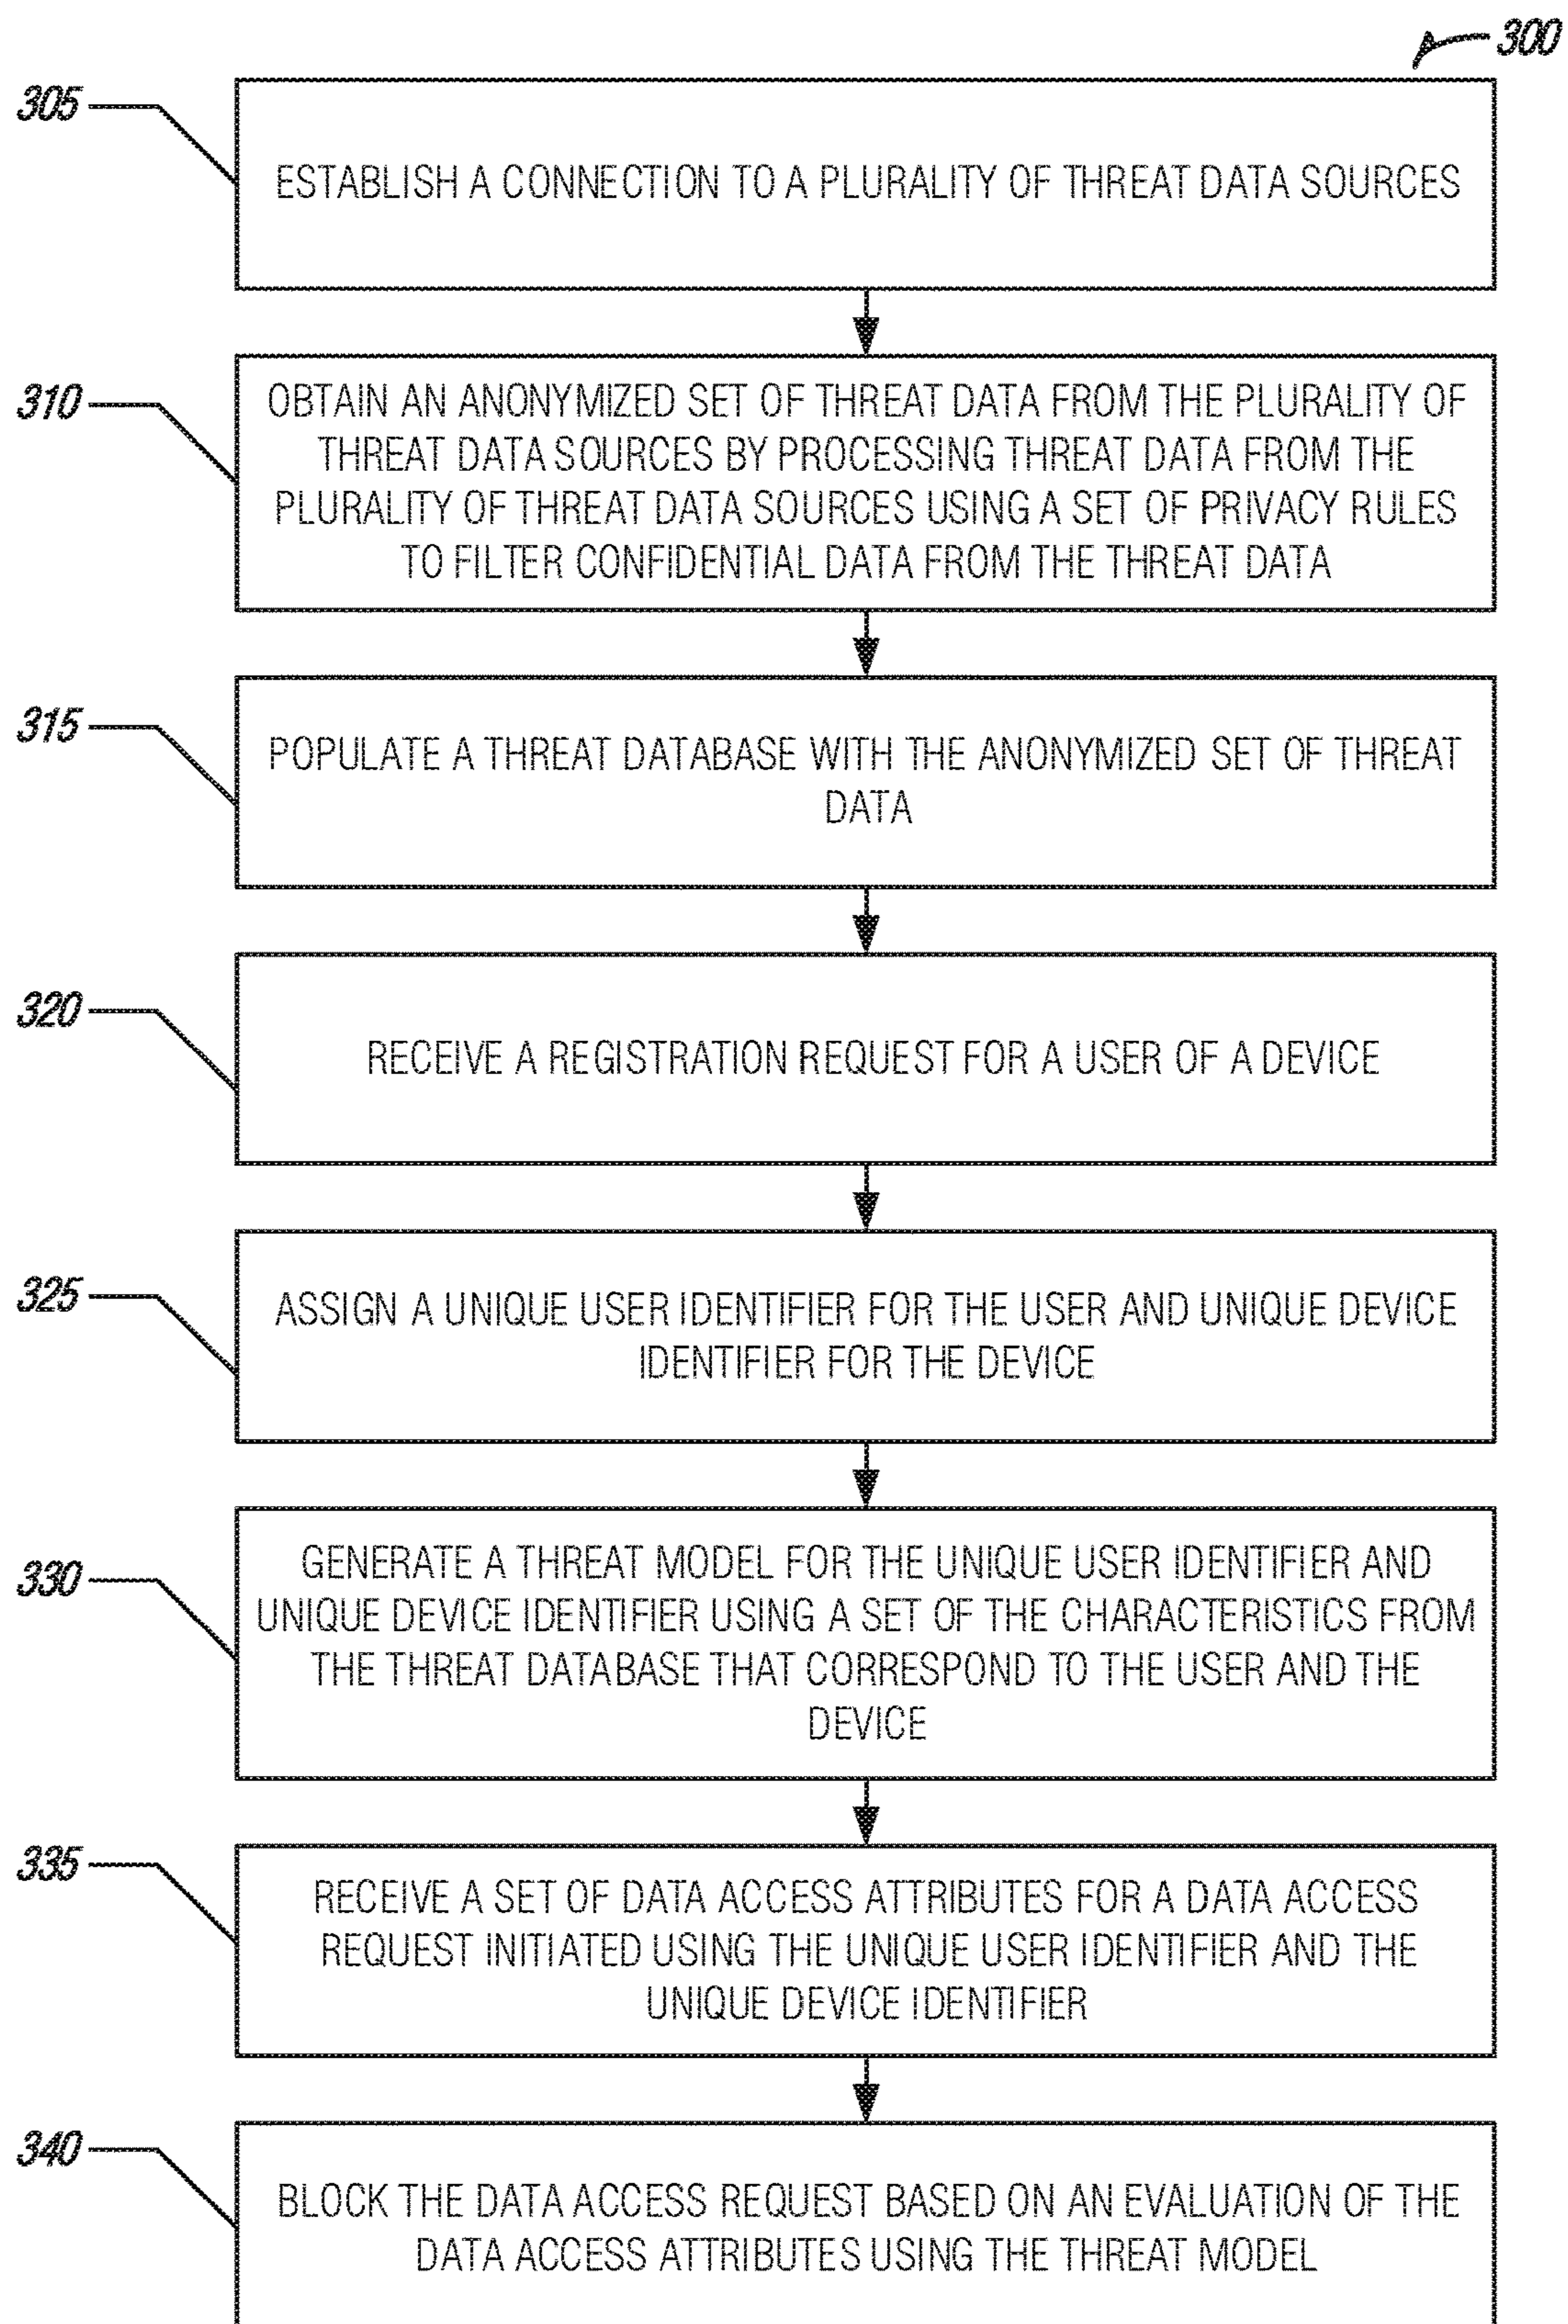 300
305
ESTABLISH A CONNECTION TO A PLURALITY OF THREAT DATA SOURCES
310
OBTAIN AN ANONYMIZED SET OF THREAT DATA FROM THE PLURALITY OF
THREAT DATA SOURCES BY PROCESSING THREAT DATA FROM THE
PLURALITY OF THREAT DATA SOURCES USING A SET OF PRIVACY RULES
TO FILTER CONFIDENTIAL DATA FROM THE THREAT DATA
315
POPULATE A THREAT DATABASE WITH THE ANONYMIZED SET OF THREAT
DATA
320
RECEIVE A REGISTRATION REQUEST FOR A USER OF A DEVICE
325
ASSIGN A UNIQUE USER IDENTIFIER FOR THE USER AND UNIQUE DEVICE
IDENTIFIER FOR THE DEVICE
330
GENERATE A THREAT MODEL FOR THE UNIQUE USER IDENTIFIER AND
UNIQUE DEVICE IDENTIFIER USING A SET OF THE CHARACTERISTICS FROM
THE THREAT DATABASE THAT CORRESPOND TO THE USER AND THE
DEVICE
335
RECEIVE A SET OF DATA ACCESS ATTRIBUTES FOR A DATA ACCESS
REQUEST INITIATED USING THE UNIQUE USER IDENTIFIER AND THE
UNIQUE DEVICE IDENTIFIER
340
BLOCK THE DATA ACCESS REQUEST BASED ON AN EVALUATION OF THE
DATA ACCESS ATTRIBUTES USING THE THREAT MODEL